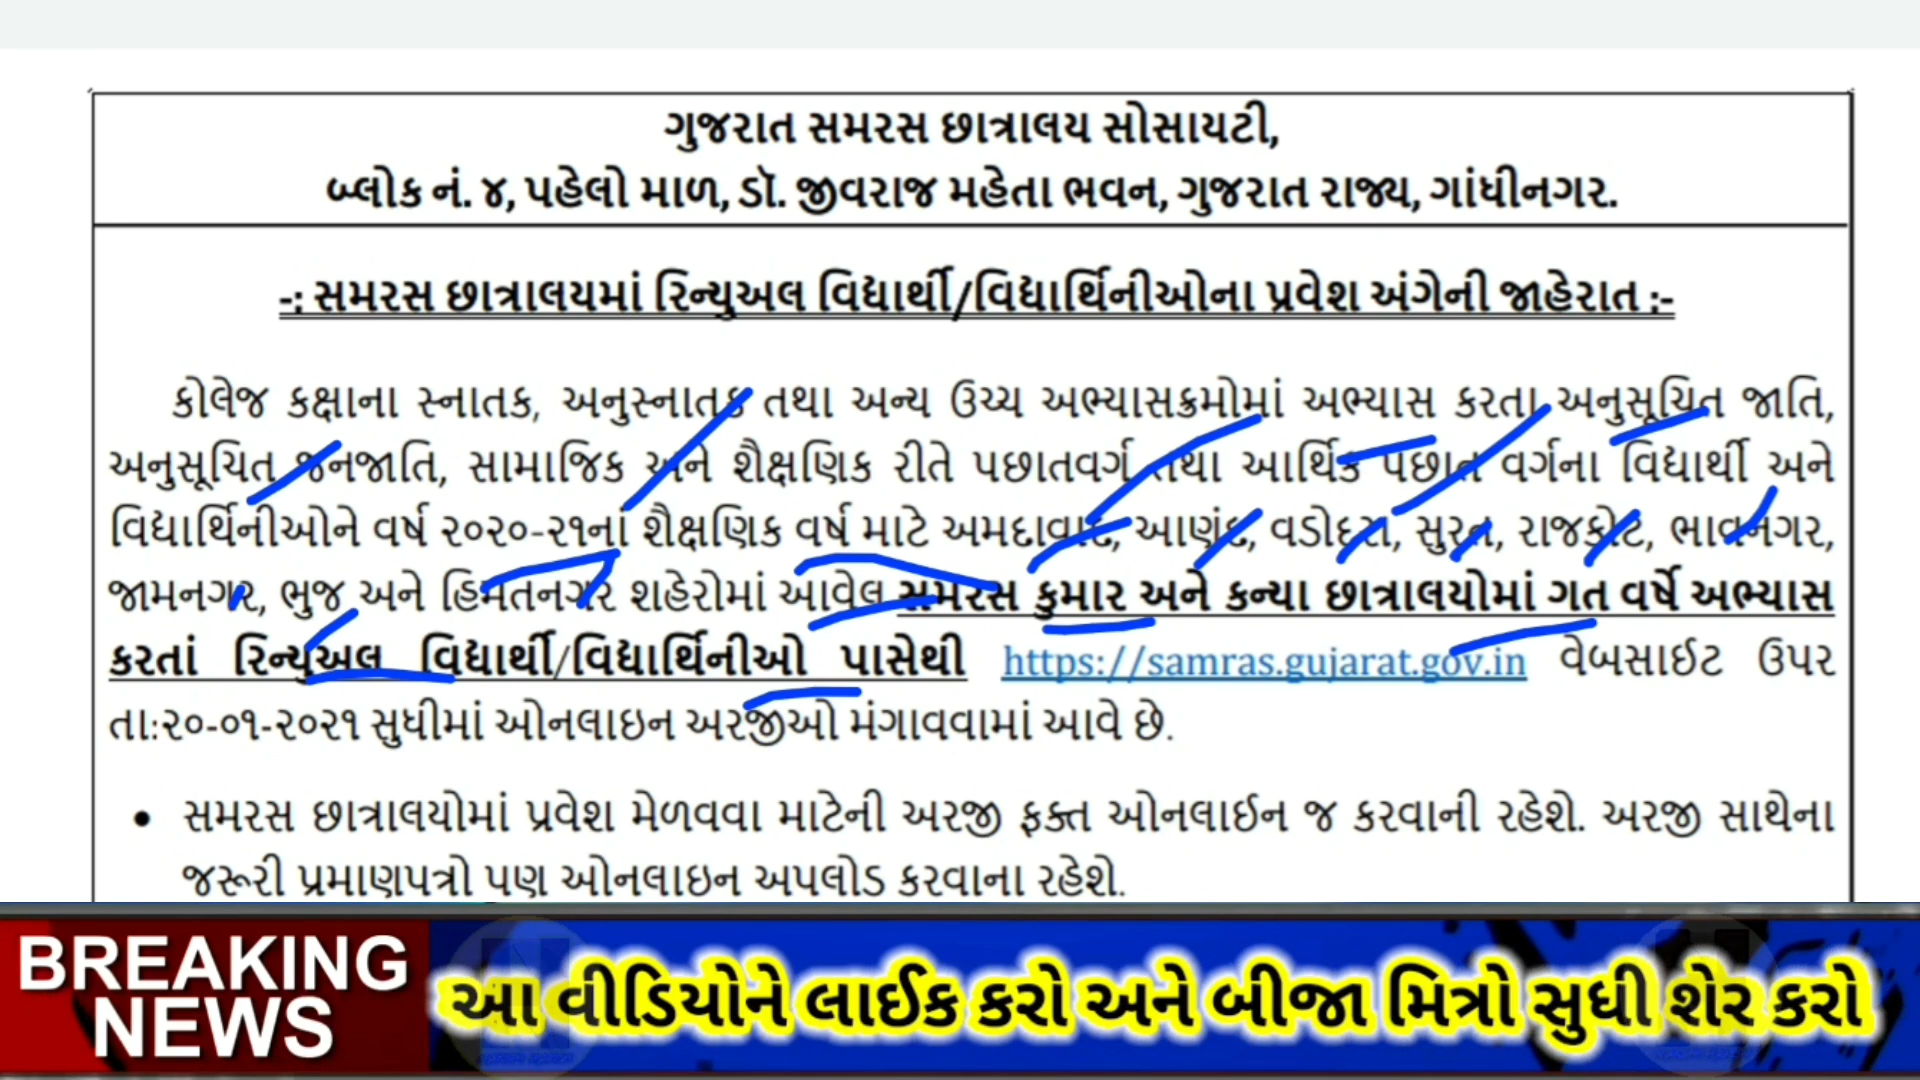 ગુજરાત સમરસ છાત્રાલય સોસાયટી,
બ્લોક નં. ૪, પહેલો માળ, ડૉ. જીવરાજ મહેતા ભવન, ગુજરાત રાજ્ય, ગાંધીનગર.
-: સમરસ છાત્રાલયમાં રિન્યુઅલ વિદ્યાર્થી/વિદ્યાર્થિનીઓના પ્રવેશ અંગેની જાહેરાત :-
કોલેજ કક્ષાના સ્નાતક, અનુસ્નાતક તથા અન્ય ઉચ્ચ અભ્યાસક્રમોમાં અભ્યાસ કરતા અનુસૂચિત જાતિ,
અનુસૂચિત જનજાતિ, સામાજિક અને શૈક્ષણિક રીતે પછાતવર્ગ તથા આર્થિક પછાત વર્ગના વિદ્યાર્થી અને
વિદ્યાર્થિનીઓને વર્ષ ૨૦૨૦-૨૧નાં શૈક્ષણિક વર્ષ માટે અમદાવાદ, આણંદ, વડોદરા, સુરત, રાજકોટ, ભાવનગર,
જામનગર, ભુજ અને હિંમતનગર શહેરોમાં આવેલ સમરસ કુમાર અને કન્યા છાત્રાલયોમાં ગત વર્ષે અભ્યાસ
કરતાં રિન્યુઅલ વિદ્યાર્થી/વિદ્યાર્થિનીઓ પાસેથી https://samras.gujarat.gov.in વેબસાઈટ ઉપર
તા:૨૦-૦૧-૨૦૨૧ સુધીમાં ઓનલાઇન અરજીઓ મંગાવવામાં આવે છે.
• સમરસ છાત્રાલયોમાં પ્રવેશ મેળવવા માટેની અરજી ફક્ત ઓનલાઈન જ કરવાની રહેશે. અરજી સાથેના
જરૂરી પ્રમાણપત્રો પણ ઓનલાઇન અપલોડ કરવાના રહેશે.
BREAKING
NEWS
આ વીડિયોને લાઈક કરો અને બીજા મિત્રો સુધી શેર કરો